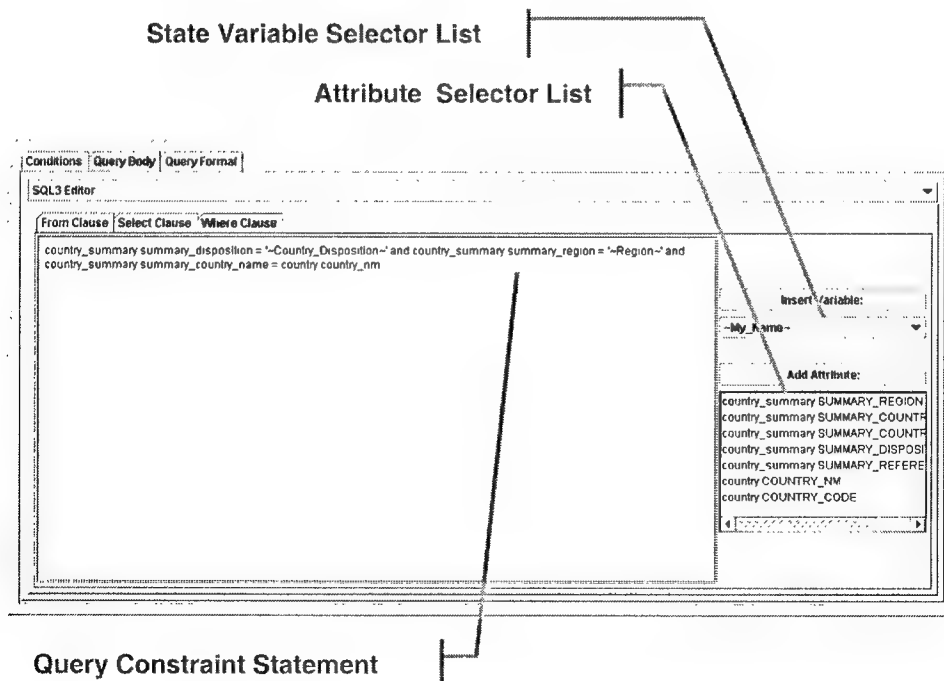 State Variable Selector List
Attribute Selector List
Conditions Query Body Query Format
SQL3 Editor
From Clause Select Clause Where Clause
country_summary summary_disposition = '~Country_Disposition~' and country_summary summary_region = '~Region~' and
country_summary summary_country_name = country country_nm
Insert Variable:
~My_Name~
Add Attribute:
country_summary SUMMARY_REGION
country_summary SUMMARY_COUNTR
country_summary SUMMARY_COUNTR
country_summary SUMMARY_DISPOSI
country_summary SUMMARY_REFERE
country COUNTRY_NM
country COUNTRY_CODE
Query Constraint Statement